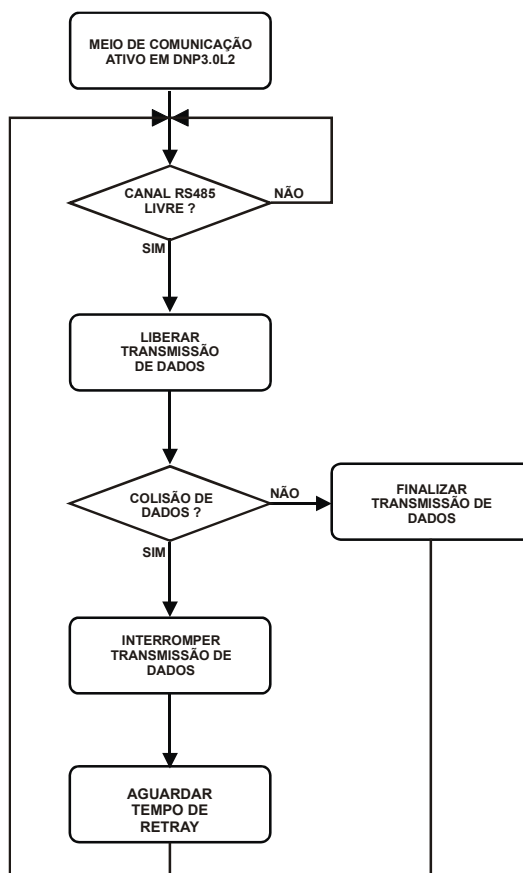 MEIO DE COMUNICAÇÃO
ATIVO EM DNP3.0L2
CANAL RS485
LIVRE ?
NÃO
SIM
LIBERAR
TRANSMISSÃO
DE DADOS
COLISÃO DE
DADOS ?
NÃO
FINALIZAR
TRANSMISSÃO DE
DADOS
SIM
INTERROMPER
TRANSMISSÃO DE
DADOS
AGUARDAR
TEMPO DE
RETRAY